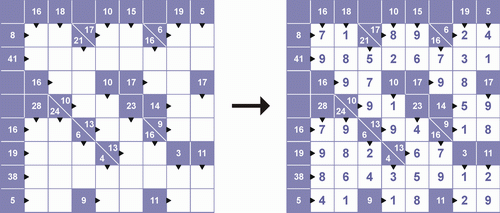 16 18 10 15 19 5
8 21 17 16 6
41
16 10 17 17
28 24 10 23 14
16 6 13 16 9
19 4 13 3 11
38
5 9 11
16 18 10 15 19 5
8 7 1 21 17 8 9 16 6 2 4
41 9 8 5 2 6 7 3 1
16 9 7 10 17 9 8 17
28 24 10 9 1 23 14 5 9
16 7 9 6 13 9 4 16 9 1 8
19 9 8 2 4 13 6 7 3 11
38 8 6 4 3 5 9 1 2
5 4 1 9 1 8 11 2 9